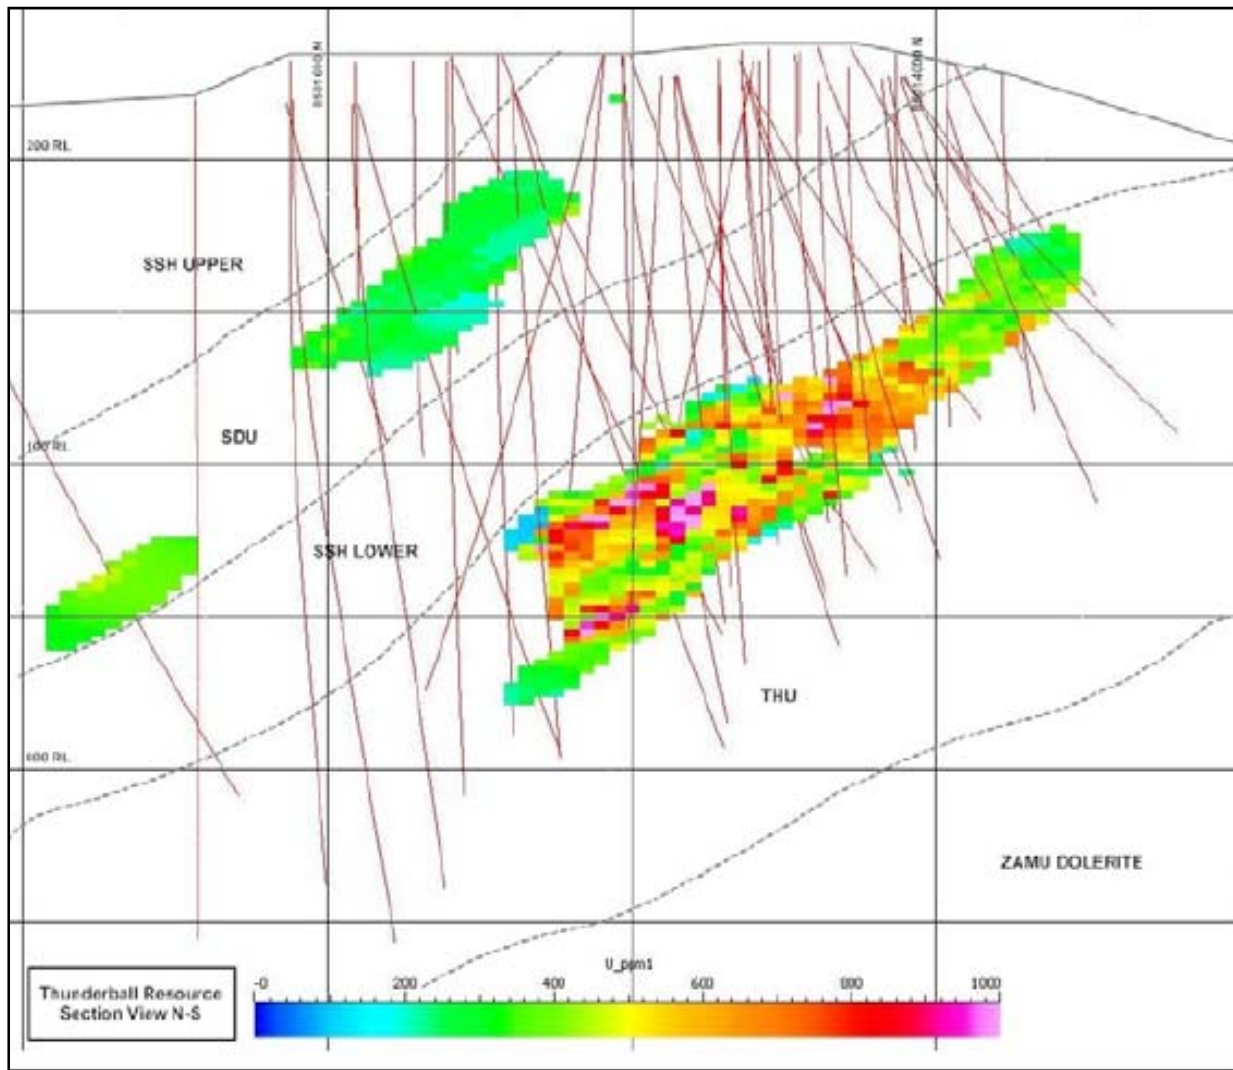 200 RL
SSH UPPER
100 RL
SDU
SSH LOWER
THU
ZAMU DOLERITE
U_ppm1
-0 200 400 600 800 1000
Thunderball Resource
Section View N-S